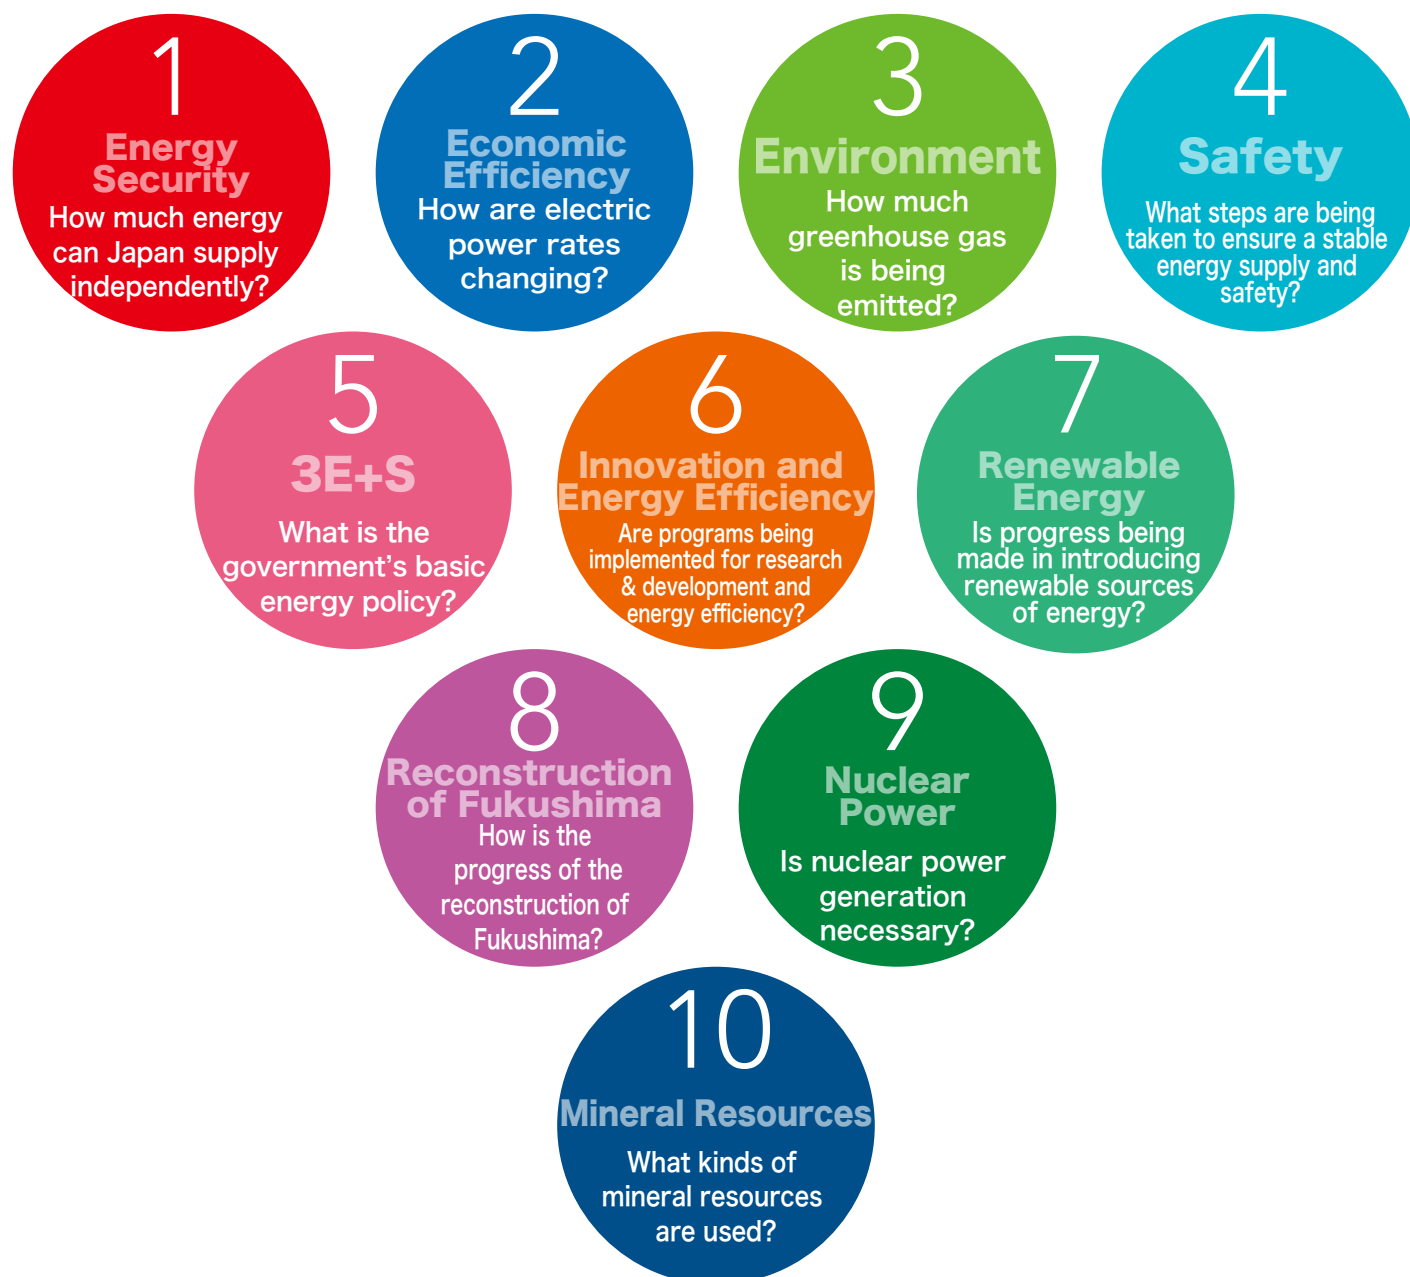 1
Energy
Security
How much energy
can Japan supply
independently?
2
Economic
Efficiency
How are electric
power rates
changing?
3
Environment
How much
greenhouse gas
is being
emitted?
4
Safety
What steps are being
taken to ensure a stable
energy supply and
safety?
5
3E+S
What is the
government's basic
energy policy?
6
Innovation and
Energy Efficiency
Are programs being
implemented for research
& development and
energy efficiency?
7
Renewable
Energy
Is progress being
made in introducing
renewable sources
of energy?
8
Reconstruction
of Fukushima
How is the
progress of the
reconstruction of
Fukushima?
9
Nuclear
Power
Is nuclear power
generation
necessary?
10
Mineral Resources
What kinds of
mineral resources
are used?